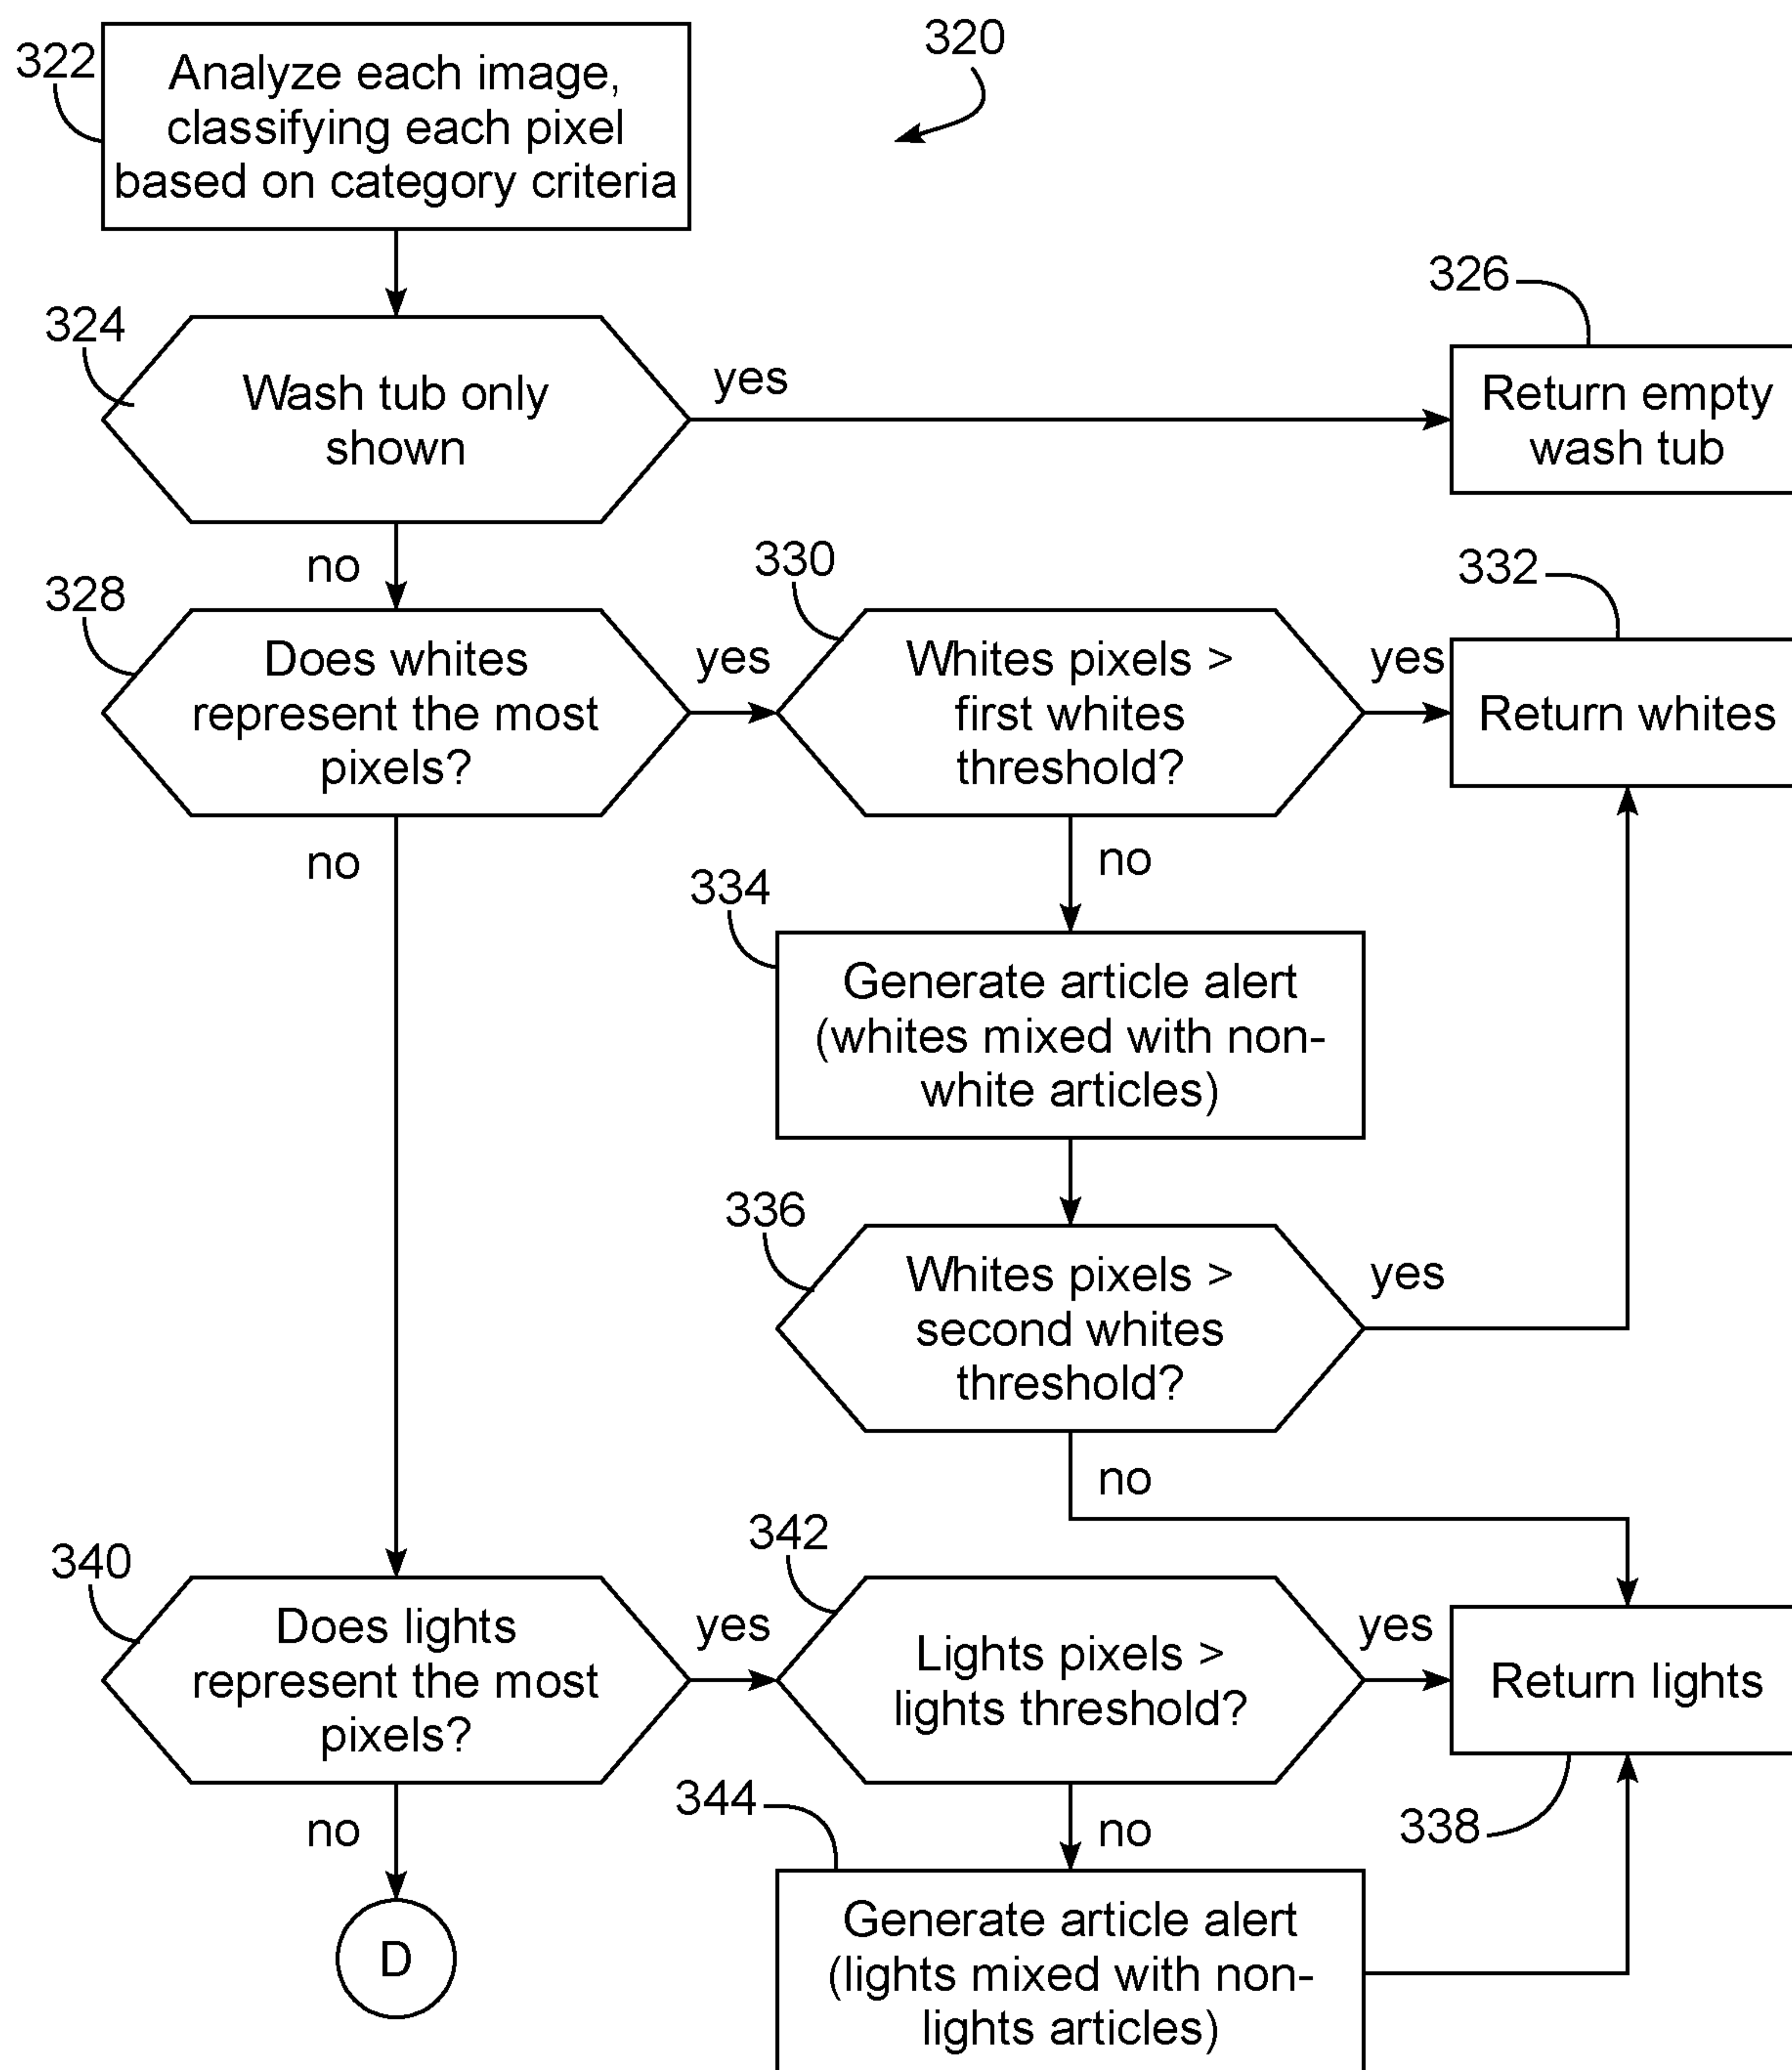 322
Analyze each image,
classifying each pixel
based on category criteria
320
324
Wash tub only
shown
yes
326
Return empty
wash tub
no
328
Does whites
represent the most
pixels?
yes
330
Whites pixels >
first whites
threshold?
yes
332
Return whites
no
no
334
Generate article alert
(whites mixed with non-
white articles)
336
Whites pixels >
second whites
threshold?
yes
no
340
Does lights
represent the most
pixels?
yes
342
Lights pixels >
lights threshold?
yes
Return lights
338
no
no
344
Generate article alert
(lights mixed with non-
lights articles)
D